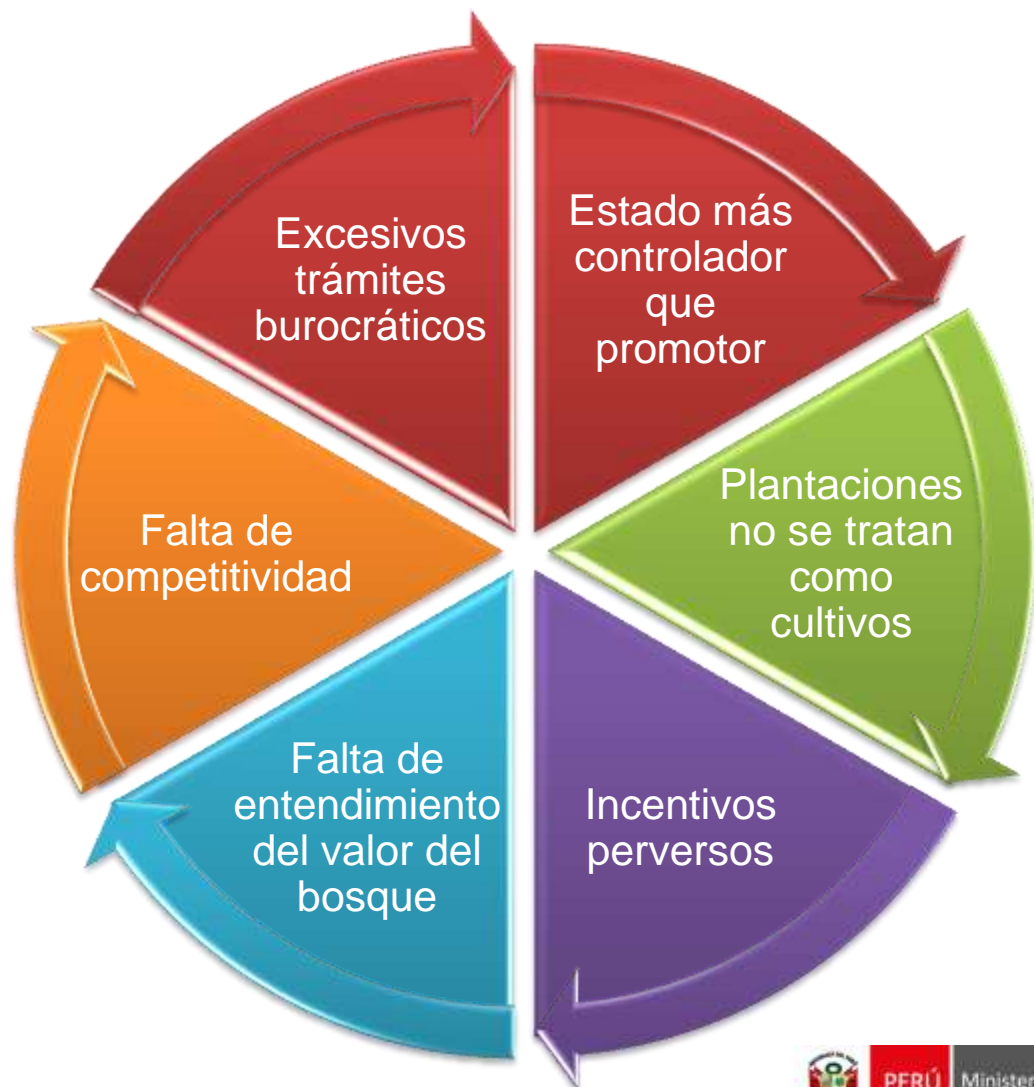 Excesivos
trámites
burocráticos
Estado más
controlador
que
promotor
Plantaciones
no se tratan
como
cultivos
Incentivos
perversos
Falta de
entendimiento
del valor del
bosque
Falta de
competitividad
PERÚ